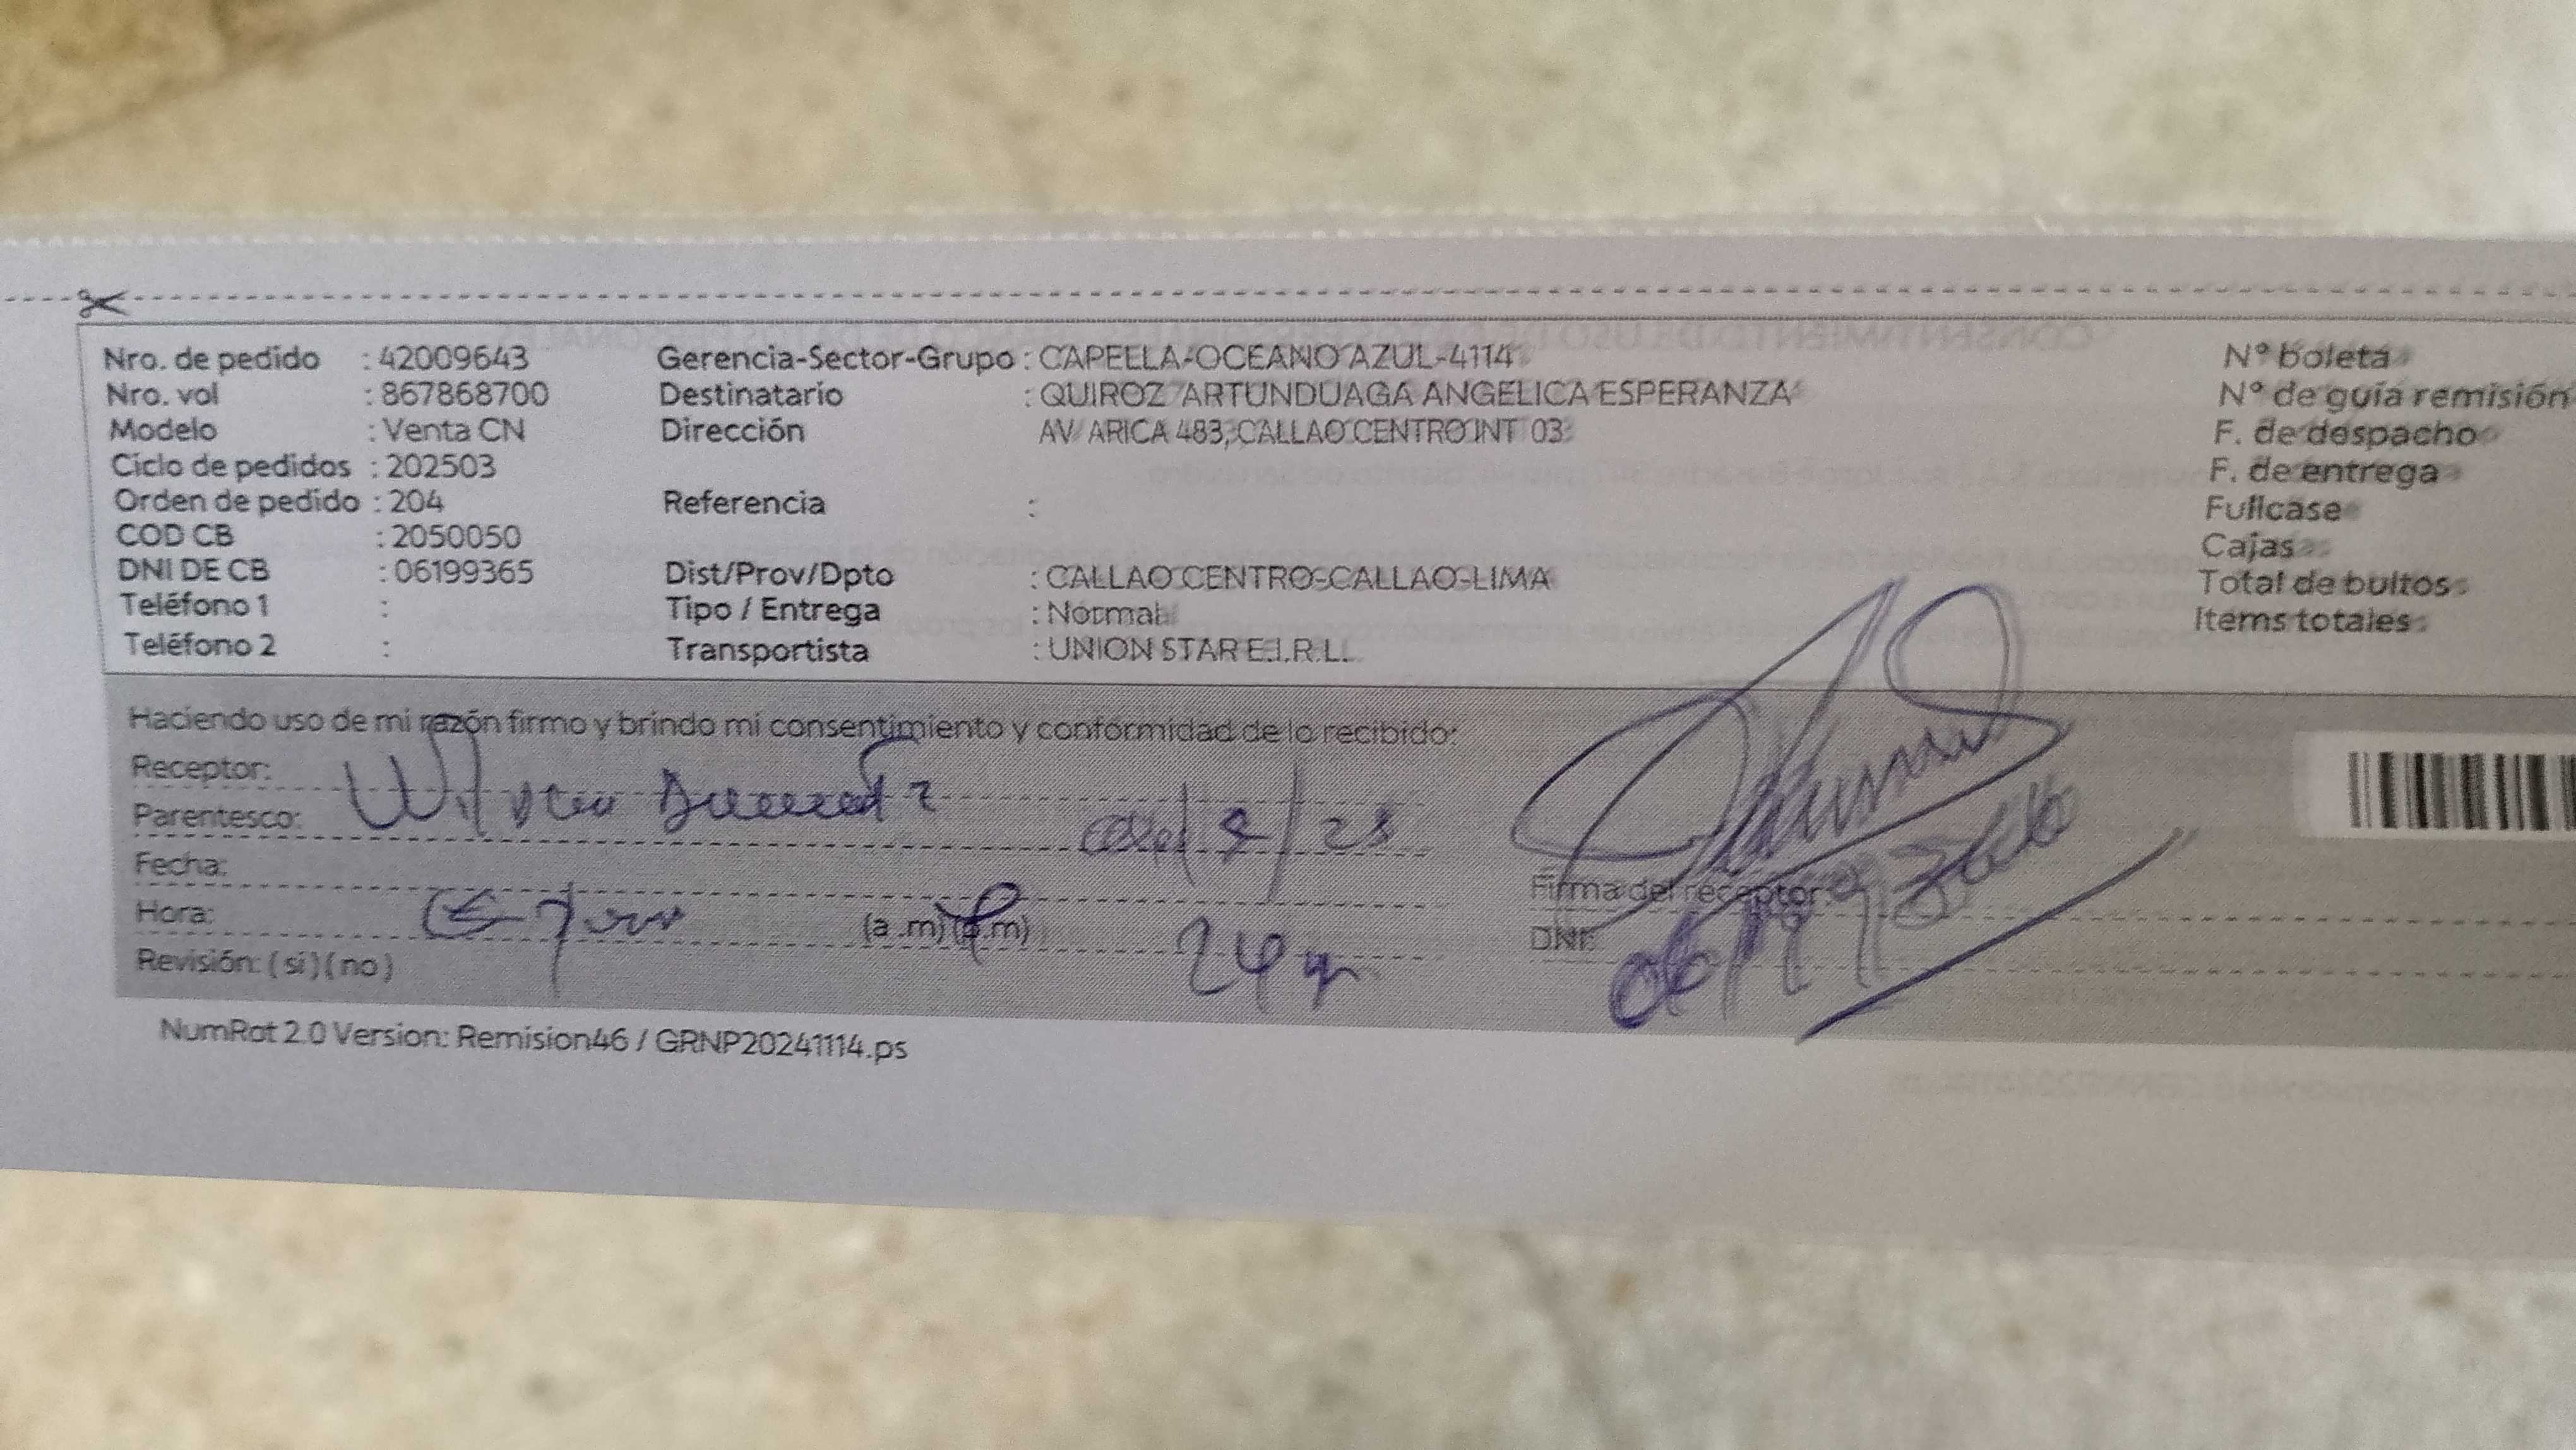 Nro. de pedido : 42009643 Gerencia-Sector-Grupo : CAPELLA-OCEANO AZUL-4114 N° boleta
Nro. vol : 867868700 Destinatario : QUIROZ ARTUNDUAGA ANGELICA ESPERANZA N° de guía remisión
Modelo : Venta CN Dirección AV ARICA 483, CALLAO CENTRO INT 03 F. de despacho
Ciclo de pedidos : 202503 F. de entrega
Orden de pedido : 204 Referencia : Fullcase
COD CB : 2050050 Cajas
DNI DE CB : 06199365 Dist/Prov/Dpto : CALLAO CENTRO-CALLAO-LIMA Total de bultos
Teléfono 1 : Tipo / Entrega : Normal Items totales
Teléfono 2 : Transportista : UNION STAR E.I.R.L.
Haciendo uso de mi razón firmo y brindo mi consentimiento y conformidad de lo recibido:
Receptor:
Parentesco:
Fecha: Firma del receptor:
Hora: (a.m) (p.m) DNI:
Revisión: (si) (no)
NumRot 2.0 Version: Remision46 / GRNP20241114.ps